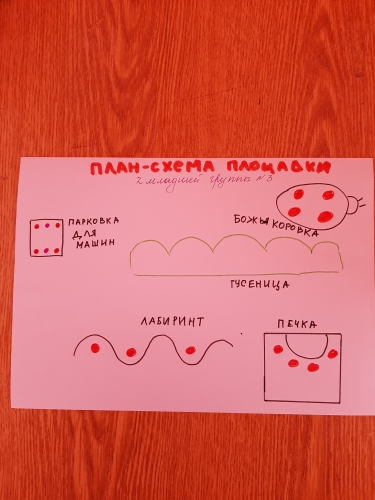 ПЛАН-СХЕМА ПЛОЩАДКИ
2 младшей группы №3
БОЖЬЯ КОРОВКА
ПАРКОВКА
ДЛЯ
МАШИН
ГУСЕНИЦА
ЛАБИРИНТ
ПЕЧКА